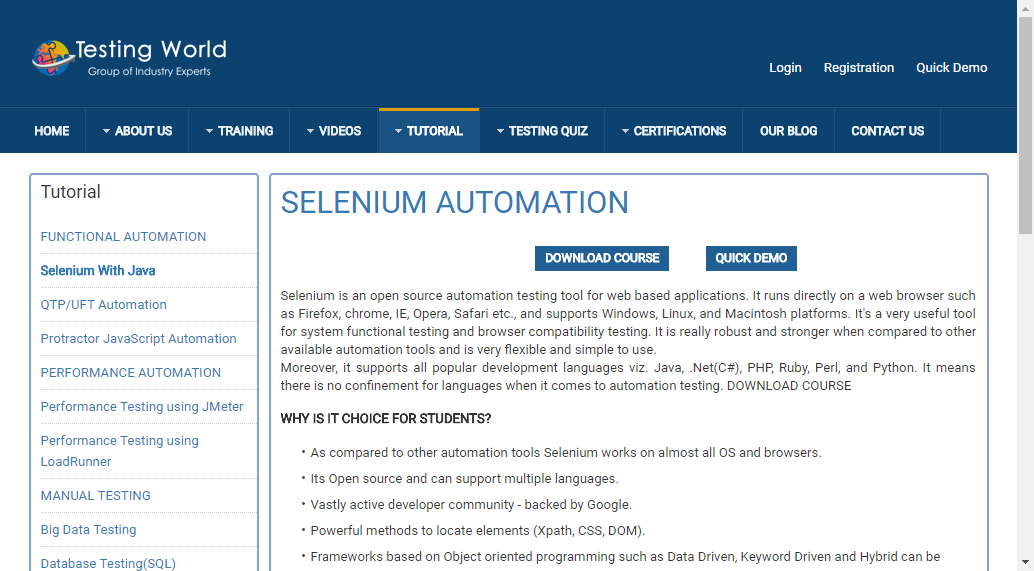 Testing World
Group of Industry Experts
Login Registration Quick Demo
HOME ABOUT US TRAINING VIDEOS TUTORIAL TESTING QUIZ CERTIFICATIONS OUR BLOG CONTACT US
Tutorial
FUNCTIONAL AUTOMATION
Selenium With Java
QTP/UFT Automation
Protractor JavaScript Automation
PERFORMANCE AUTOMATION
Performance Testing using JMeter
Performance Testing using
LoadRunner
MANUAL TESTING
Big Data Testing
Database Testing(SQL)
SELENIUM AUTOMATION
DOWNLOAD COURSE QUICK DEMO
Selenium is an open source automation testing tool for web based applications. It runs directly on a web browser such
as Firefox, chrome, IE, Opera, Safari etc., and supports Windows, Linux, and Macintosh platforms. It's a very useful tool
for system functional testing and browser compatibility testing. It is really robust and stronger when compared to other
available automation tools and is very flexible and simple to use.
Moreover, it supports all popular development languages viz. Java, .Net(C#), PHP, Ruby, Perl, and Python. It means
there is no confinement for languages when it comes to automation testing. DOWNLOAD COURSE
WHY IS IT CHOICE FOR STUDENTS?
• As compared to other automation tools Selenium works on almost all OS and browsers.
• Its Open source and can support multiple languages.
• Vastly active developer community - backed by Google.
• Powerful methods to locate elements (Xpath, CSS, DOM).
• Frameworks based on Object oriented programming such as Data Driven, Keyword Driven and Hybrid can be